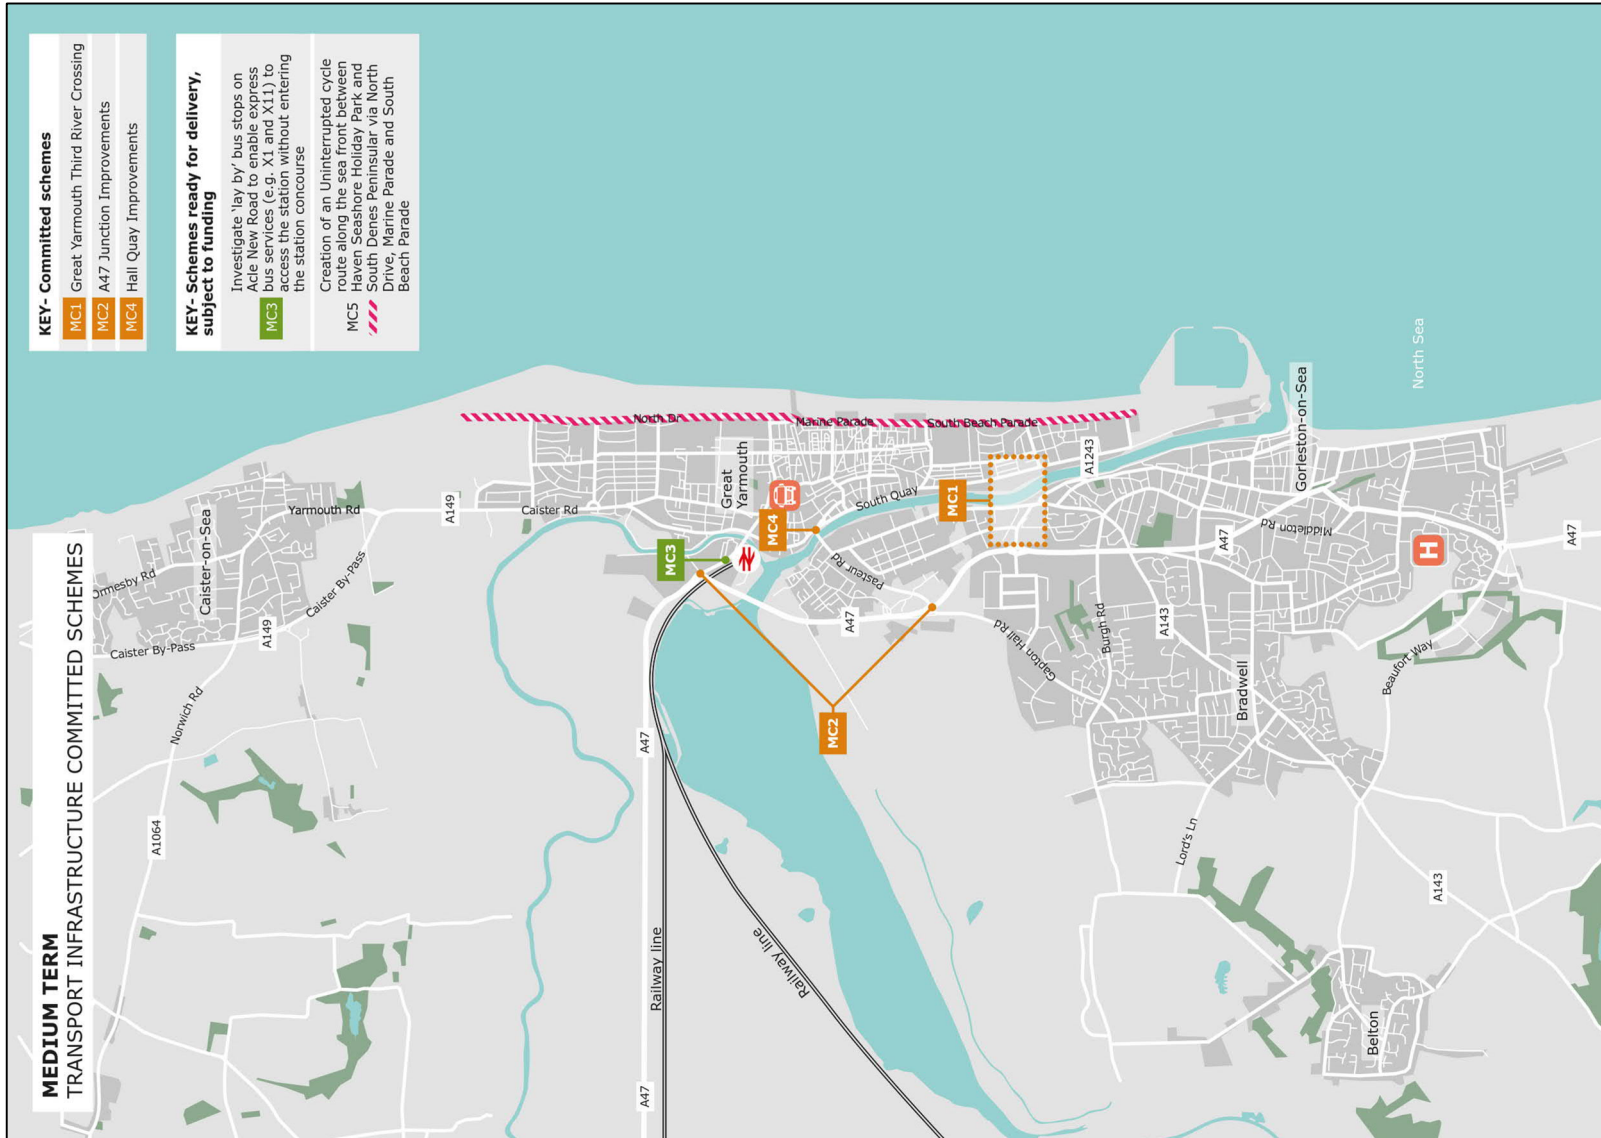 MEDIUM TERM
TRANSPORT INFRASTRUCTURE COMMITTED SCHEMES
KEY- Committed schemes
MC1 Great Yarmouth Third River Crossing
MC2 A47 Junction Improvements
MC4 Hall Quay Improvements
KEY- Schemes ready for delivery,
subject to funding
MC3
Investigate ‘lay by’ bus stops on
Acle New Road to enable express
bus services (e.g. X1 and X11) to
access the station without entering
the station concourse
MC5
Creation of an Uninterrupted cycle
route along the sea front between
Haven Seashore Holiday Park and
South Denes Peninsular via North
Drive, Marine Parade and South
Beach Parade
Ormesby Rd
Caister-on-Sea
Yarmouth Rd
Caister By-Pass
A149
Caister By-Pass
Norwich Rd
A1064
A149
Caister Rd
North Dr
Marine Parade
South Beach Parade
Great
Yarmouth
MC3
MC4
South Quay
MC1
A1243
Pasteur Rd
A47
MC2
A47
Railway line
Railway line
A47
Gapton Hall Rd
Burgh Rd
A143
A47
Middleton Rd
Gorleston-on-Sea
North Sea
H
A47
Beaufort Way
Bradwell
Lord's Ln
A143
Belton